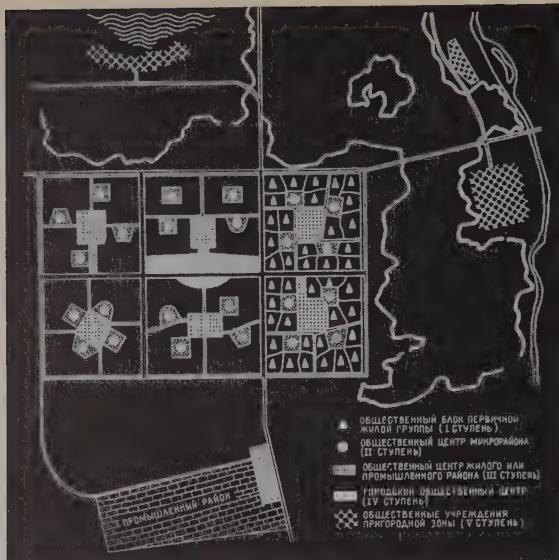 ПРОМЫШЛЕННЫЙ РАЙОН
ОБЩЕСТВЕННЫЙ БЛОК ПЕРВИЧНОЙ
ЖИЛОЙ ГРУППЫ (I СТУПЕНЬ)
ОБЩЕСТВЕННЫЙ ЦЕНТР МИКРОРАЙОНА
(II СТУПЕНЬ)
ОБЩЕСТВЕННЫЙ ЦЕНТР ЖИЛОГО ИЛИ
ПРОМЫШЛЕННОГО РАЙОНА (III СТУПЕНЬ)
ГОРОДСКОЙ ОБЩЕСТВЕННЫЙ ЦЕНТР
(IV СТУПЕНЬ)
ОБЩЕСТВЕННЫЕ УЧРЕЖДЕНИЯ
ПРИГОРОДНОЙ ЗОНЫ (V СТУПЕНЬ)